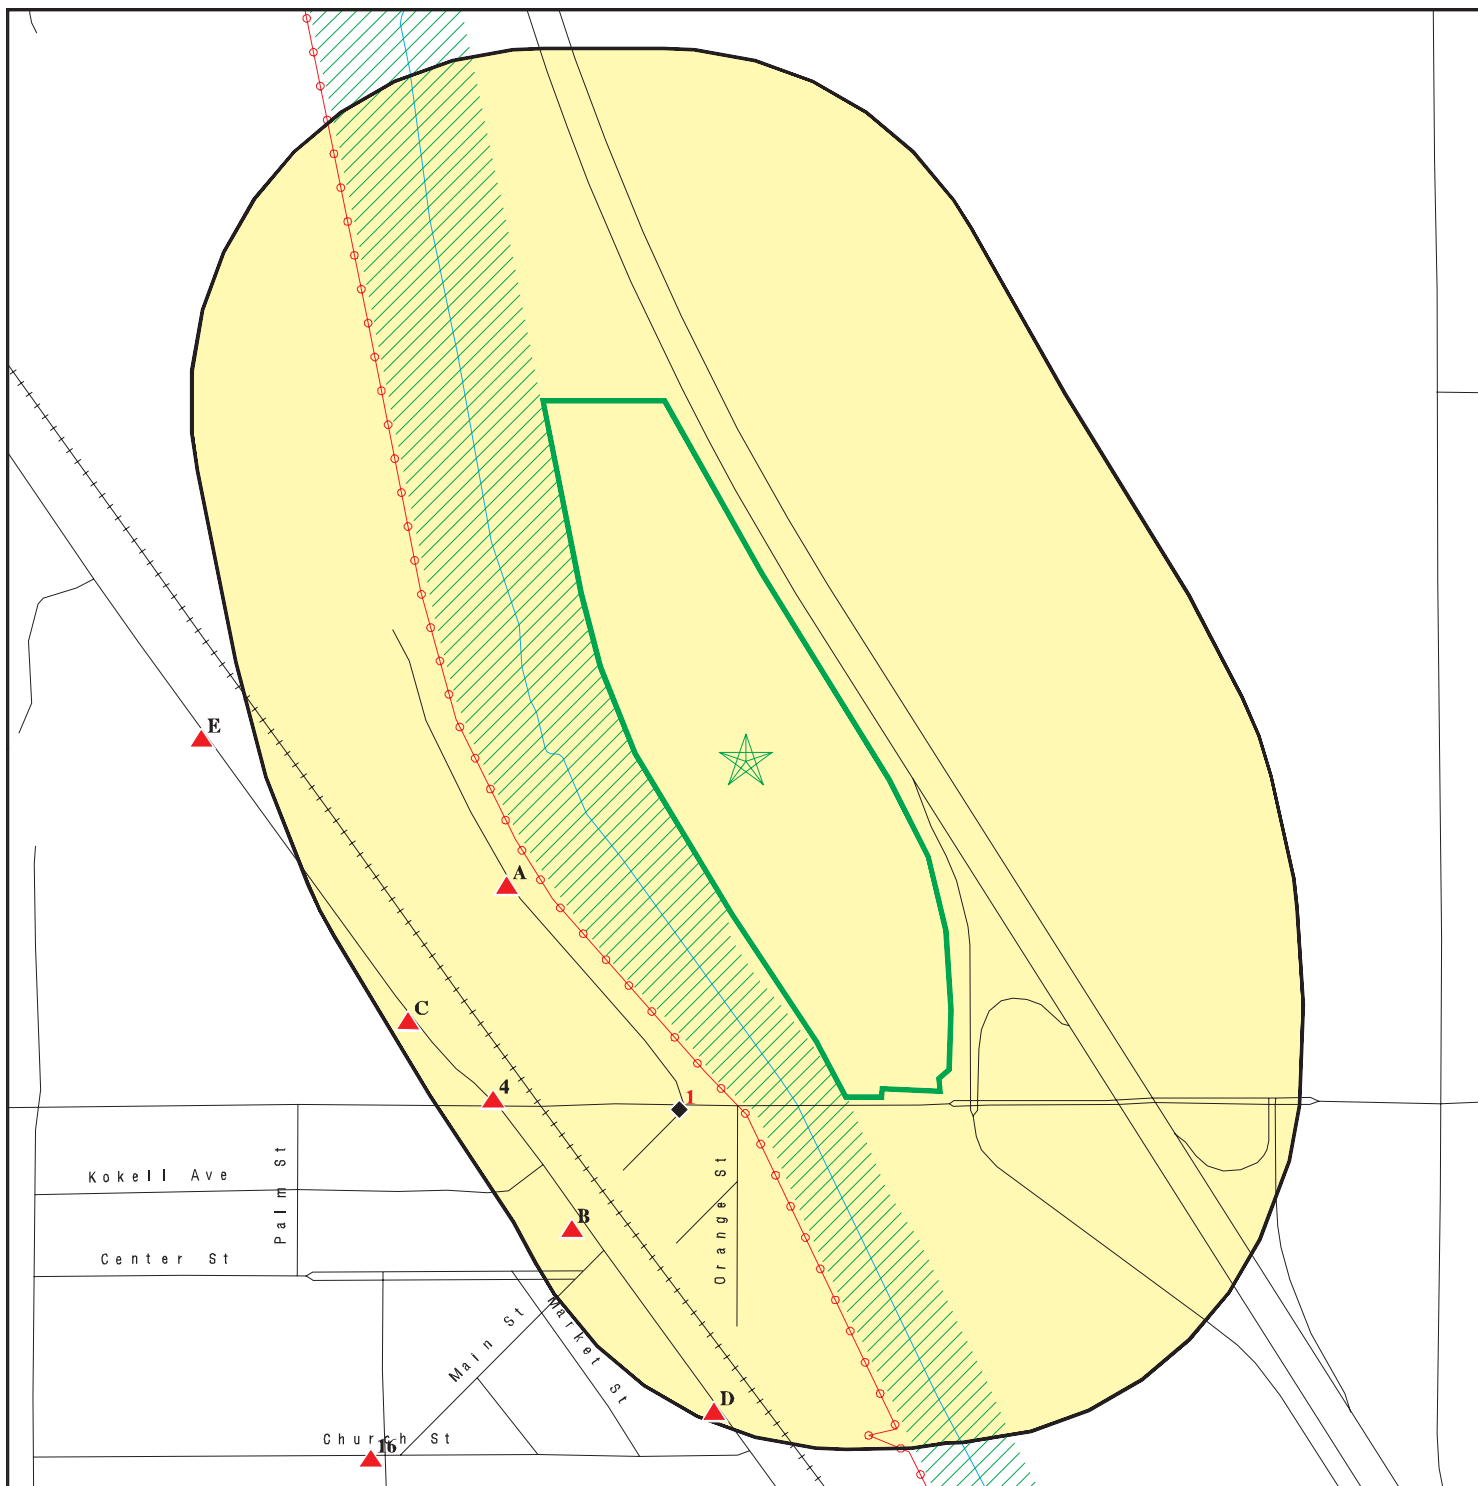 E
A
C
4
1
Kokell Ave
Palm St
Orange St
B
Center St
Main St
Market St
D
Church St
16